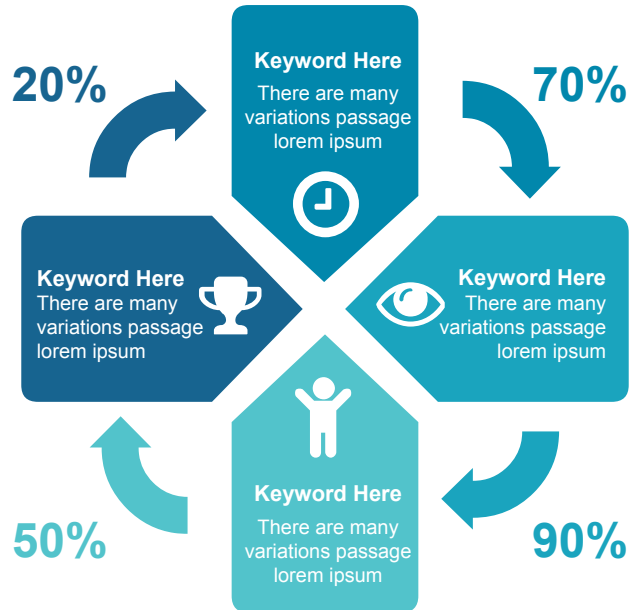 20%
Keyword Here
There are many
variations passage
lorem ipsum
70%
Keyword Here
There are many
variations passage
lorem ipsum
Keyword Here
There are many
variations passage
lorem ipsum
50%
Keyword Here
There are many
variations passage
lorem ipsum
90%